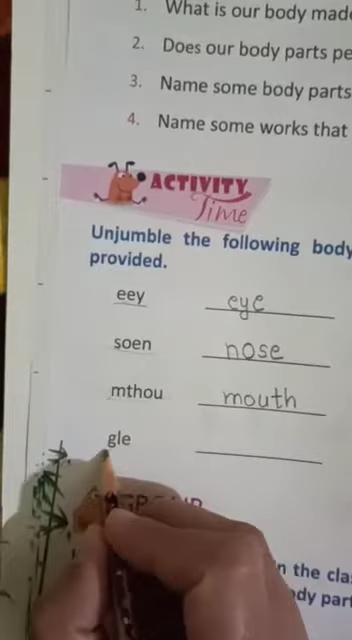 1. What is our body made
2. Does our body parts pe
3. Name some body parts
4. Name some works that
ACTIVITY
Time
Unjumble the following body
provided.
eey eye
soen nose
mthou mouth
gle
n the cla
dy par